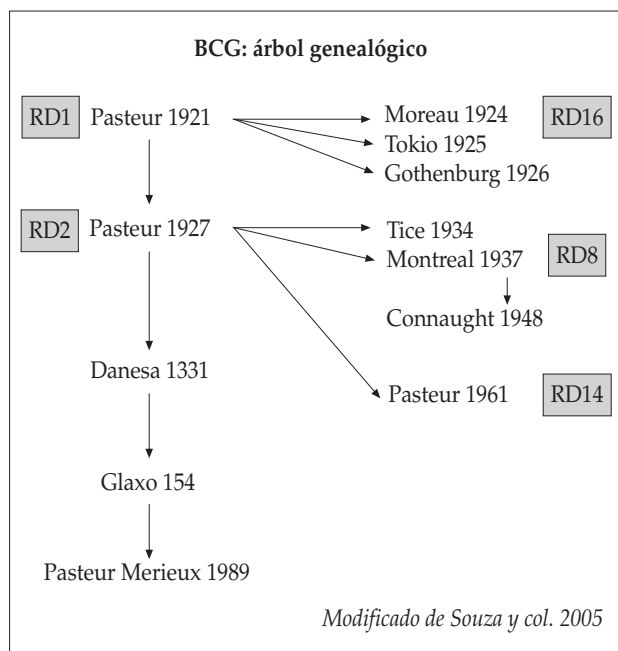 BCG: árbol genealógico
RD1 Pasteur 1921 Moreau 1924 RD16
Tokio 1925
Gothenburg 1926
RD2 Pasteur 1927 Tice 1934
Montreal 1937 RD8
Connaught 1948
Danesa 1331
Pasteur 1961 RD14
Glaxo 154
Pasteur Merieux 1989
Modificado de Souza y col. 2005